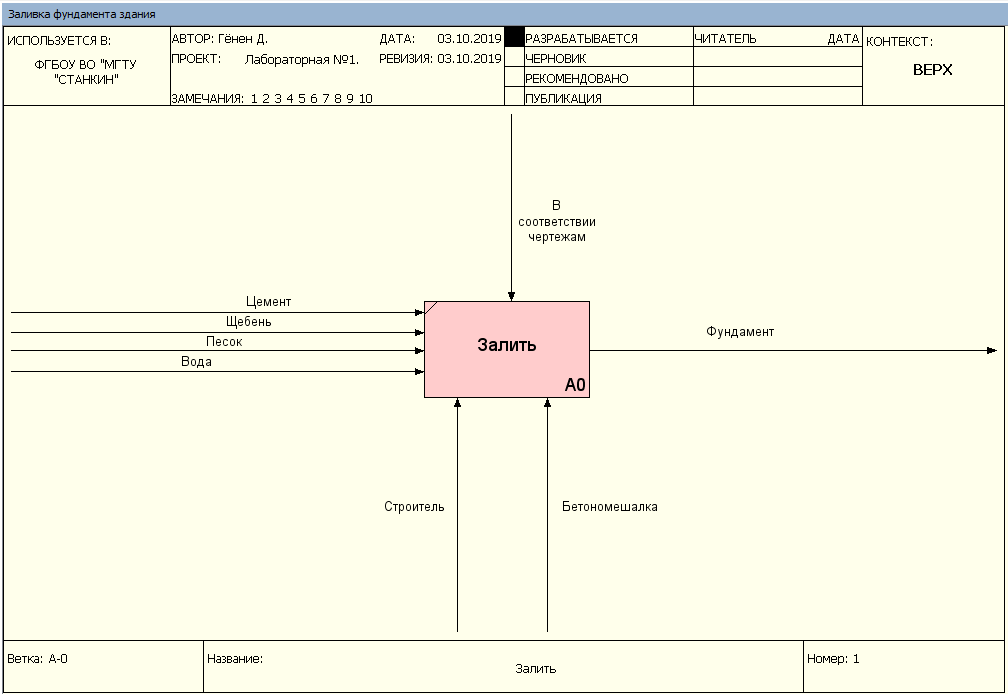 Заливка фундамента здания
ИСПОЛЬЗУЕТСЯ В:
ФГБОУ ВО "МГТУ
"СТАНКИН"
АВТОР: Гёнен Д.
ДАТА: 03.10.2019
ПРОЕКТ: Лабораторная №1.
РЕВИЗИЯ: 03.10.2019
ЗАМЕЧАНИЯ: 1 2 3 4 5 6 7 8 9 10
РАЗРАБАТЫВАЕТСЯ
ЧЕРНОВИК
РЕКОМЕНДОВАНО
ПУБЛИКАЦИЯ
ЧИТАТЕЛЬ ДАТА
КОНТЕКСТ:
ВЕРХ
В
соответствии
чертежам
Цемент
Щебень
Песок
Вода
Залить
A0
Фундамент
Строитель
Бетономешалка
Ветка: A-0
Название:
Залить
Номер: 1